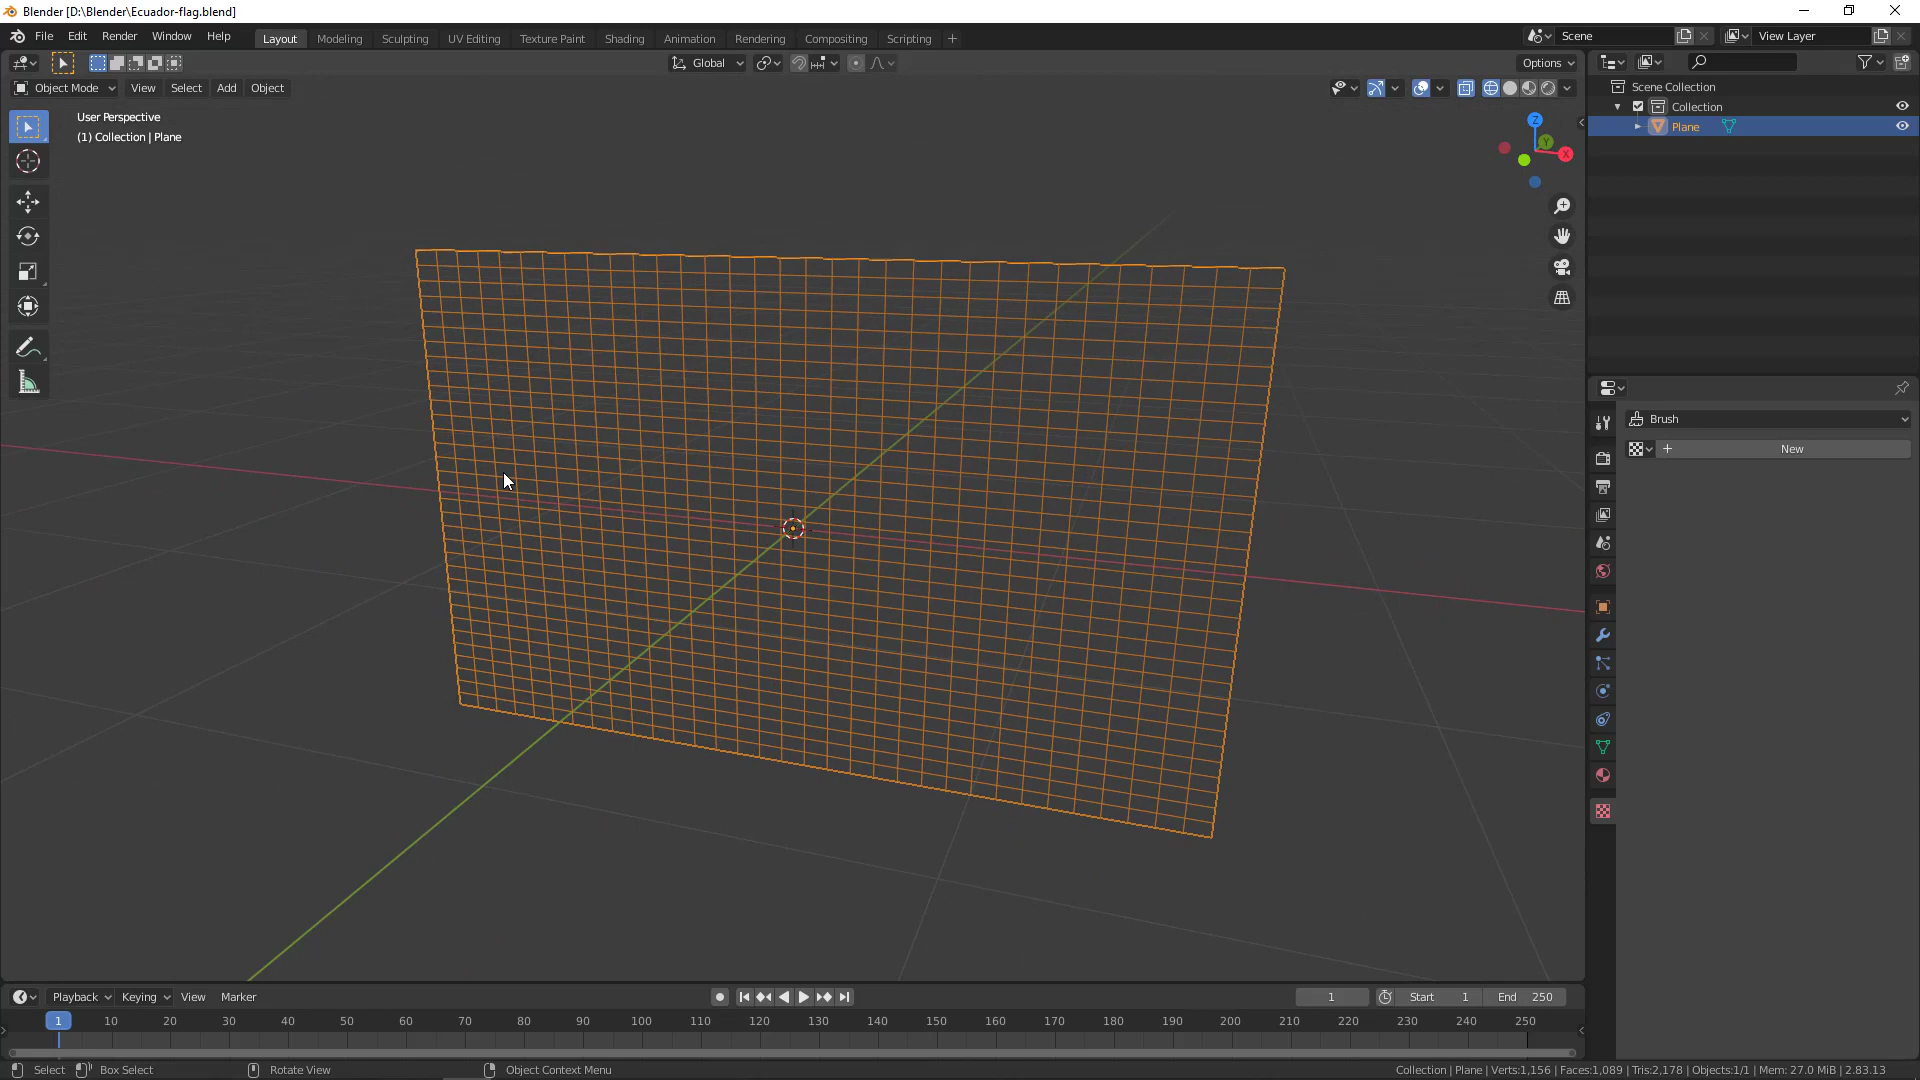 Blender [D:\Blender\Ecuador-flag.blend]
File Edit Render Window Help
Layout Modeling Sculpting UV Editing Texture Paint Shading Animation Rendering Compositing Scripting
Scene
View Layer
Global
Options
Object Mode View Select Add Object
User Perspective
(1) Collection | Plane
Z
Y
X
Scene Collection
Collection
Plane
Brush
New
Playback Keying View Marker
1
Start 1
End 250
1 10 20 30 40 50 60 70 80 90 100 110 120 130 140 150 160 170 180 190 200 210 220 230 240 250
Select Box Select Rotate View Object Context Menu
Collection | Plane | Verts:1,156 | Faces:1,089 | Tris:2,178 | Objects:1/1 | Mem: 27.0 MiB | 2.83.13